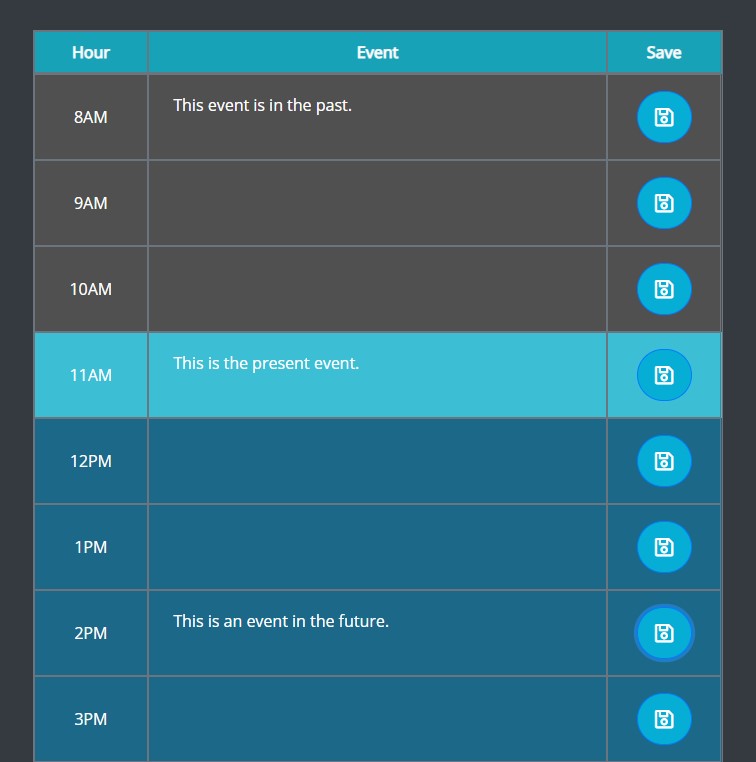 Hour Event Save
8AM This event is in the past.
9AM
10AM
11AM This is the present event.
12PM
1PM
2PM This is an event in the future.
3PM